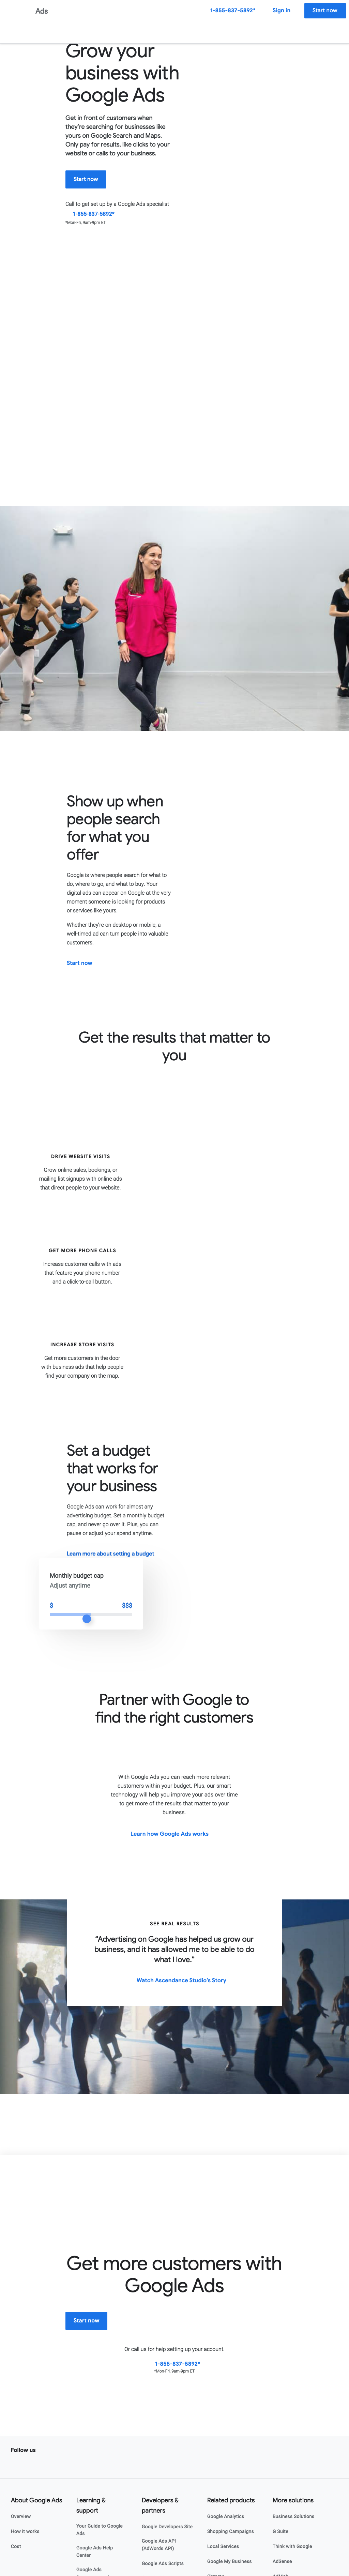 Ads
1-855-837-5892*
Sign in
Start now
Grow your
business with
Google Ads
Get in front of customers when
they're searching for businesses like
yours on Google Search and Maps.
Only pay for results, like clicks to your
website or calls to your business.
Start now
Call to get set up by a Google Ads specialist
1-855-837-5892*
*Mon-Fri, 9am-9pm ET
Show up when
people search
for what you
offer
Google is where people search for what to
do, where to go, and what to buy. Your
digital ads can appear on Google at the very
moment someone is looking for products
or services like yours.
Whether they're on desktop or mobile, a
well-timed ad can turn people into valuable
customers.
Start now
Get the results that matter to
you
DRIVE WEBSITE VISITS
Grow online sales, bookings, or
mailing list signups with online ads
that direct people to your website.
GET MORE PHONE CALLS
Increase customer calls with ads
that feature your phone number
and a click-to-call button.
INCREASE STORE VISITS
Get more customers in the door
with business ads that help people
find your company on the map.
Set a budget
that works for
your business
Google Ads can work for almost any
advertising budget. Set a monthly budget
cap, and never go over it. Plus, you can
pause or adjust your spend anytime.
Learn more about setting a budget
Monthly budget cap
Adjust anytime
$
$$$
Partner with Google to
find the right customers
With Google Ads you can reach more relevant
customers within your budget. Plus, our smart
technology will help you improve your ads over time
to get more of the results that matter to your
business.
Learn how Google Ads works
SEE REAL RESULTS
"Advertising on Google has helped us grow our
business, and it has allowed me to be able to do
what I love."
Watch Ascendance Studio's Story
Get more customers with
Google Ads
Start now
Or call us for help setting up your account.
1-855-837-5892*
*Mon-Fri, 9am-9pm ET
Follow us
About Google Ads
Overview
How it works
Cost
Learning &
support
Your Guide to Google
Ads
Google Ads Help
Center
Google Ads
Developers &
partners
Google Developers Site
Google Ads API
(AdWords API)
Google Ads Scripts
Related products
Google Analytics
Shopping Campaigns
Local Services
Google My Business
More solutions
Business Solutions
G Suite
Think with Google
AdSense